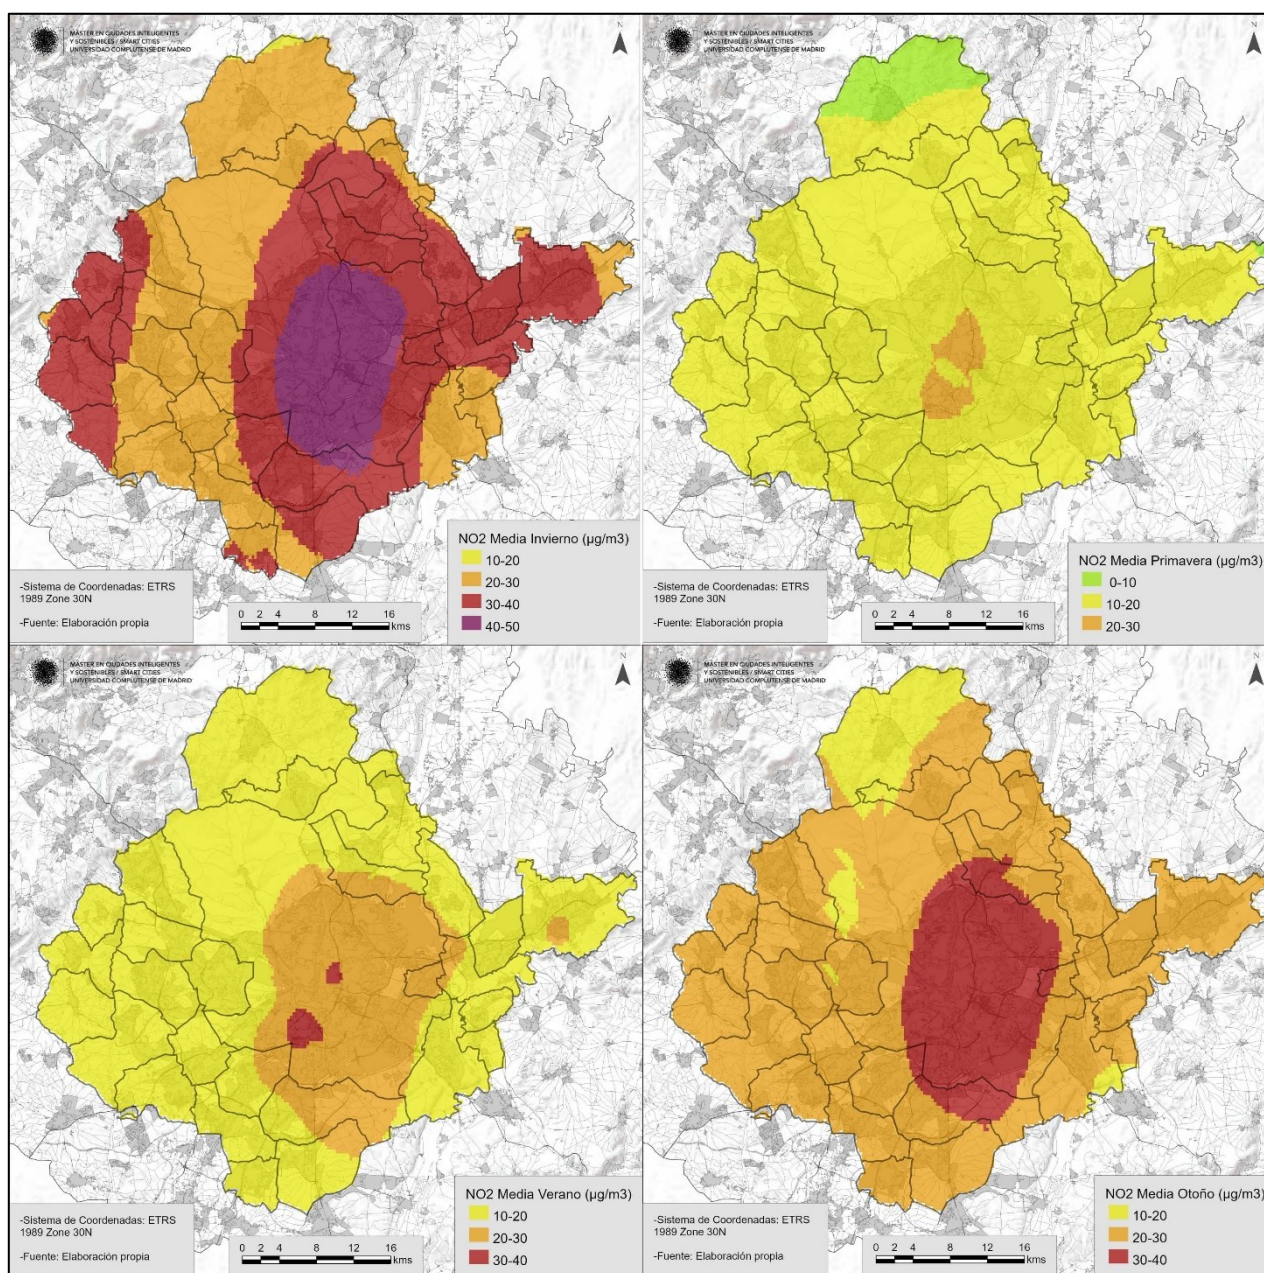 MÁSTER EN CIUDADES INTELIGENTES
Y SOSTENIBLES / SMART CITIES
UNIVERSIDAD COMPLUTENSE DE MADRID
N
NO2 Media Invierno (µg/m3)
10-20
20-30
30-40
40-50
-Sistema de Coordenadas: ETRS
1989 Zone 30N
-Fuente: Elaboración propia
0 2 4 8 12 16
kms
MÁSTER EN CIUDADES INTELIGENTES
Y SOSTENIBLES / SMART CITIES
UNIVERSIDAD COMPLUTENSE DE MADRID
N
NO2 Media Primavera (µg/m3)
0-10
10-20
20-30
-Sistema de Coordenadas: ETRS
1989 Zone 30N
-Fuente: Elaboración propia
0 2 4 8 12 16
kms
MÁSTER EN CIUDADES INTELIGENTES
Y SOSTENIBLES / SMART CITIES
UNIVERSIDAD COMPLUTENSE DE MADRID
N
NO2 Media Verano (µg/m3)
10-20
20-30
30-40
-Sistema de Coordenadas: ETRS
1989 Zone 30N
-Fuente: Elaboración propia
0 2 4 8 12 16
kms
MÁSTER EN CIUDADES INTELIGENTES
Y SOSTENIBLES / SMART CITIES
UNIVERSIDAD COMPLUTENSE DE MADRID
N
NO2 Media Otoño (µg/m3)
10-20
20-30
30-40
-Sistema de Coordenadas: ETRS
1989 Zone 30N
-Fuente: Elaboración propia
0 2 4 8 12 16
kms